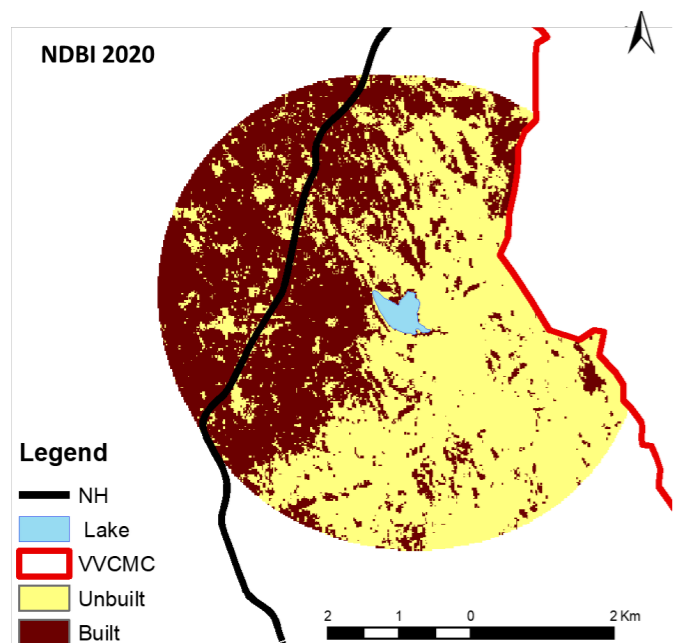 NDBI 2020
Legend
NH
Lake
VVCMC
Unbuilt
Built
2 1 0 2 Km